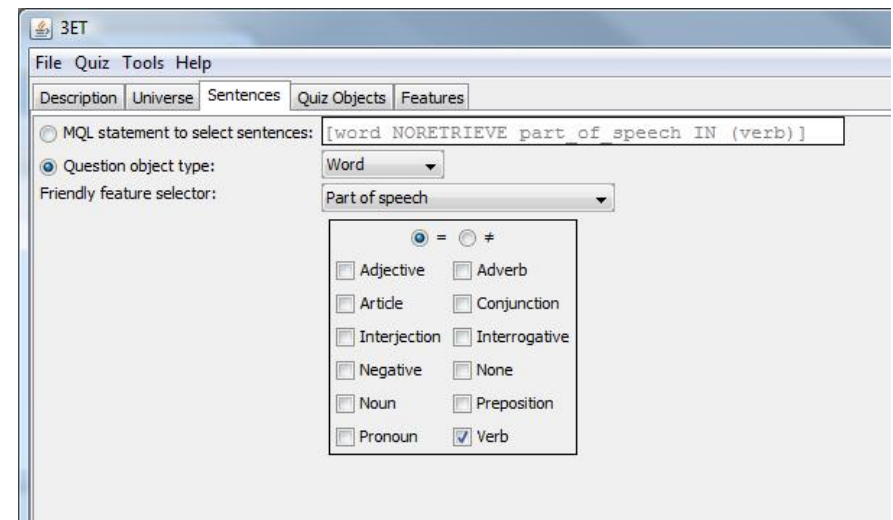 3ET
File Quiz Tools Help
Description Universe Sentences Quiz Objects Features
MQL statement to select sentences: [word NORETRIEVE part_of_speech IN (verb)]
Question object type: Word
Friendly feature selector: Part of speech
= ≠
Adjective Adverb
Article Conjunction
Interjection Interrogative
Negative None
Noun Preposition
Pronoun Verb